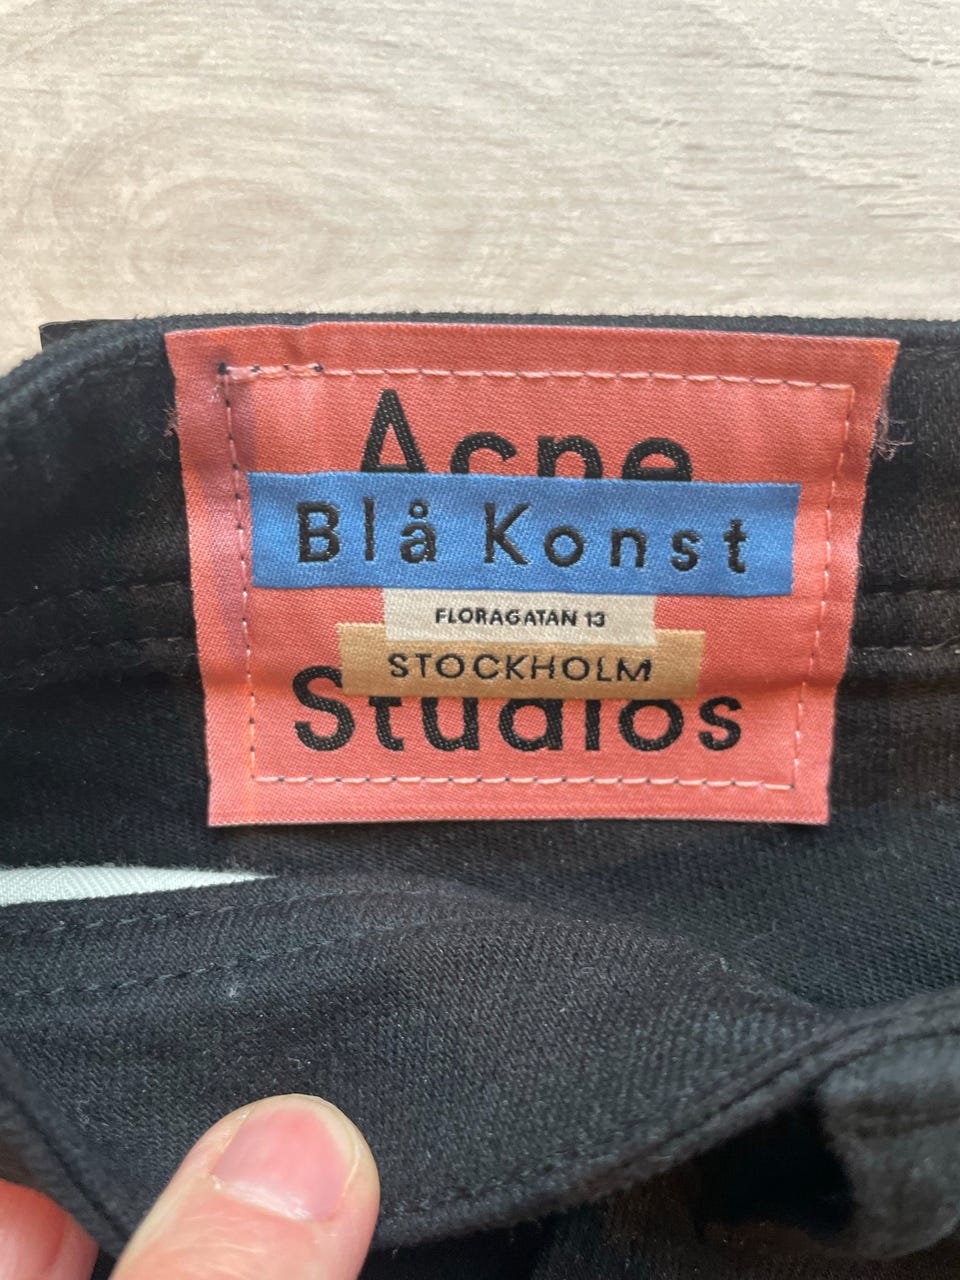 Acne
Blå Konst
FLORAGATAN 13
STOCKHOLM
Studios